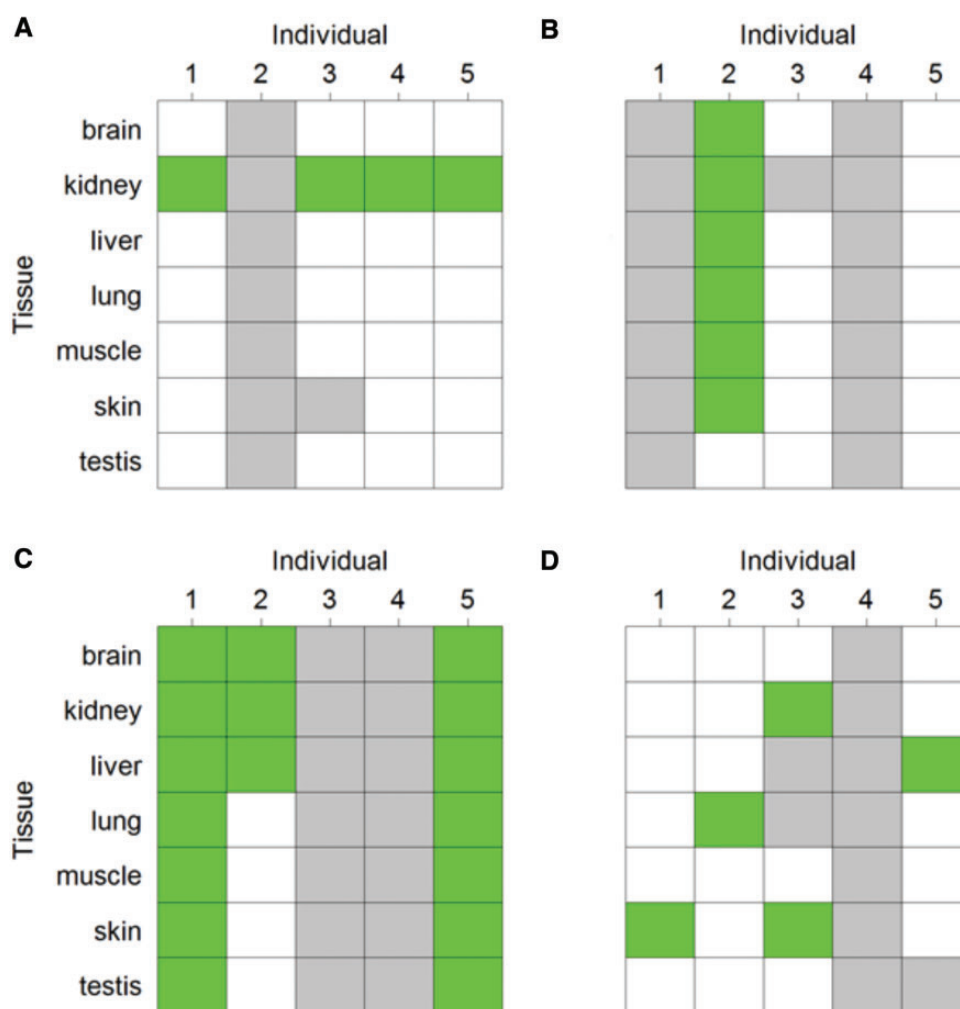 A
Individual
1 2 3 4 5
brain
kidney
liver
lung
muscle
skin
testis
Tissue
B
Individual
1 2 3 4 5
C
Individual
1 2 3 4 5
brain
kidney
liver
lung
muscle
skin
testis
Tissue
D
Individual
1 2 3 4 5